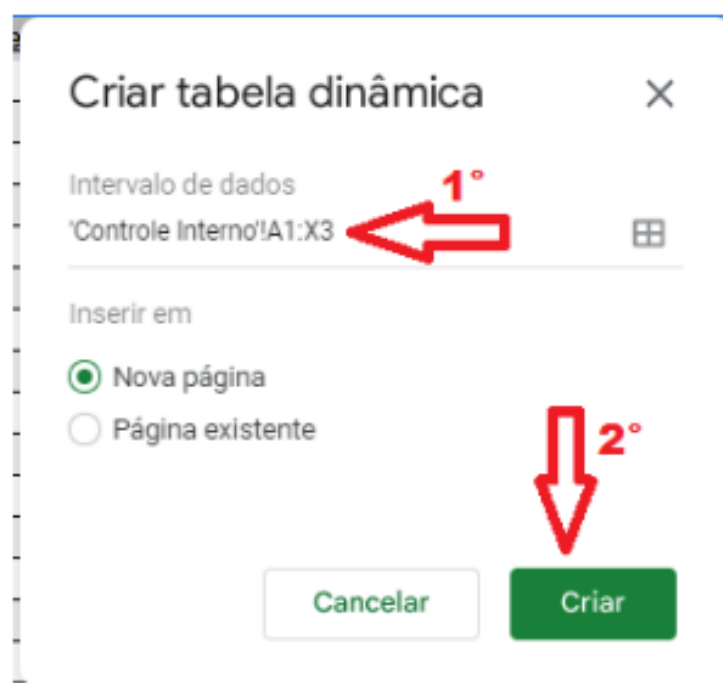 Criar tabela dinâmica
Intervalo de dados
1°
'Controle Interno'!A1:X3
Inserir em
Nova página
Página existente
2°
Cancelar
Criar